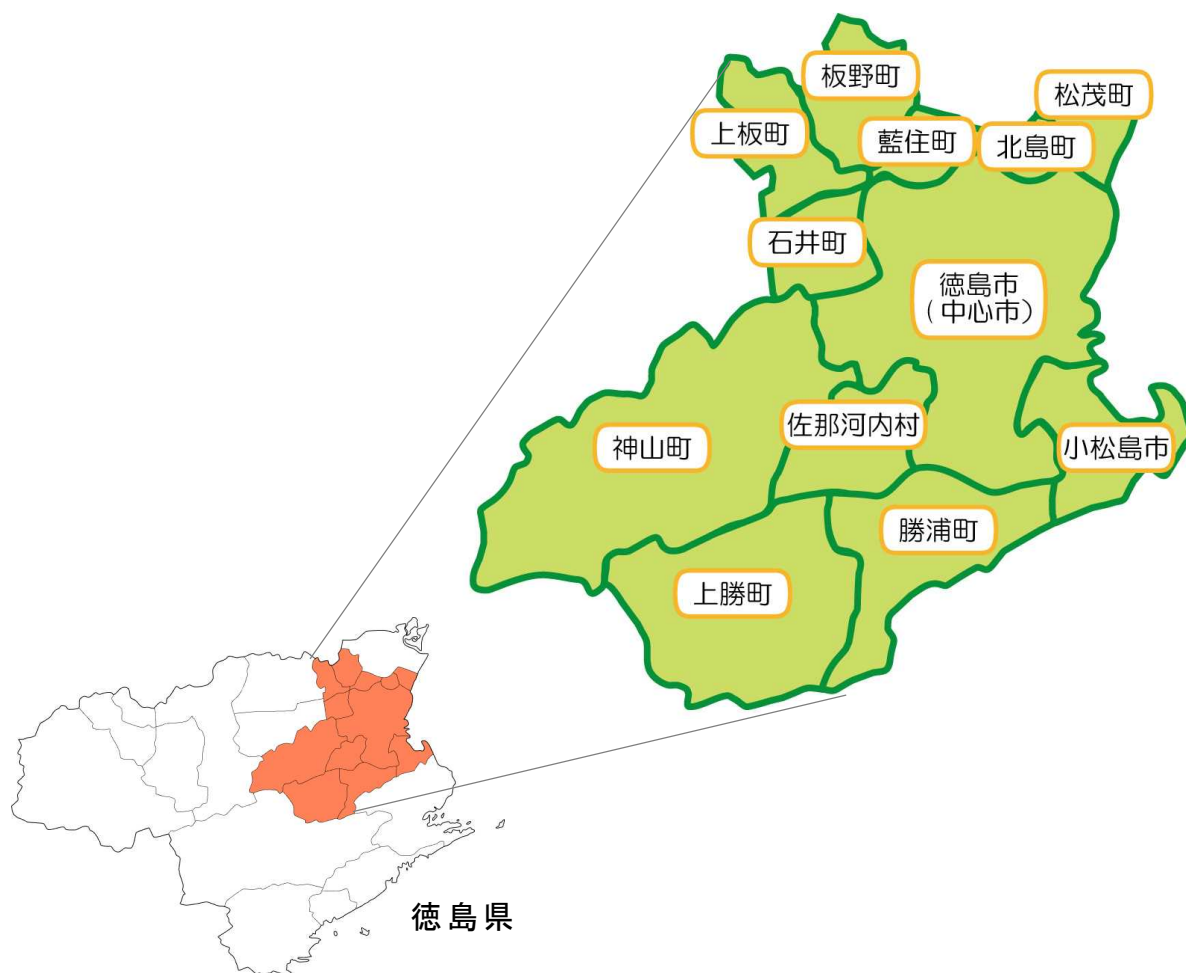 板野町
松茂町
上板町
藍住町
北島町
石井町
徳島市
(中心市)
佐那河内村
神山町
小松島市
勝浦町
上勝町
徳島県